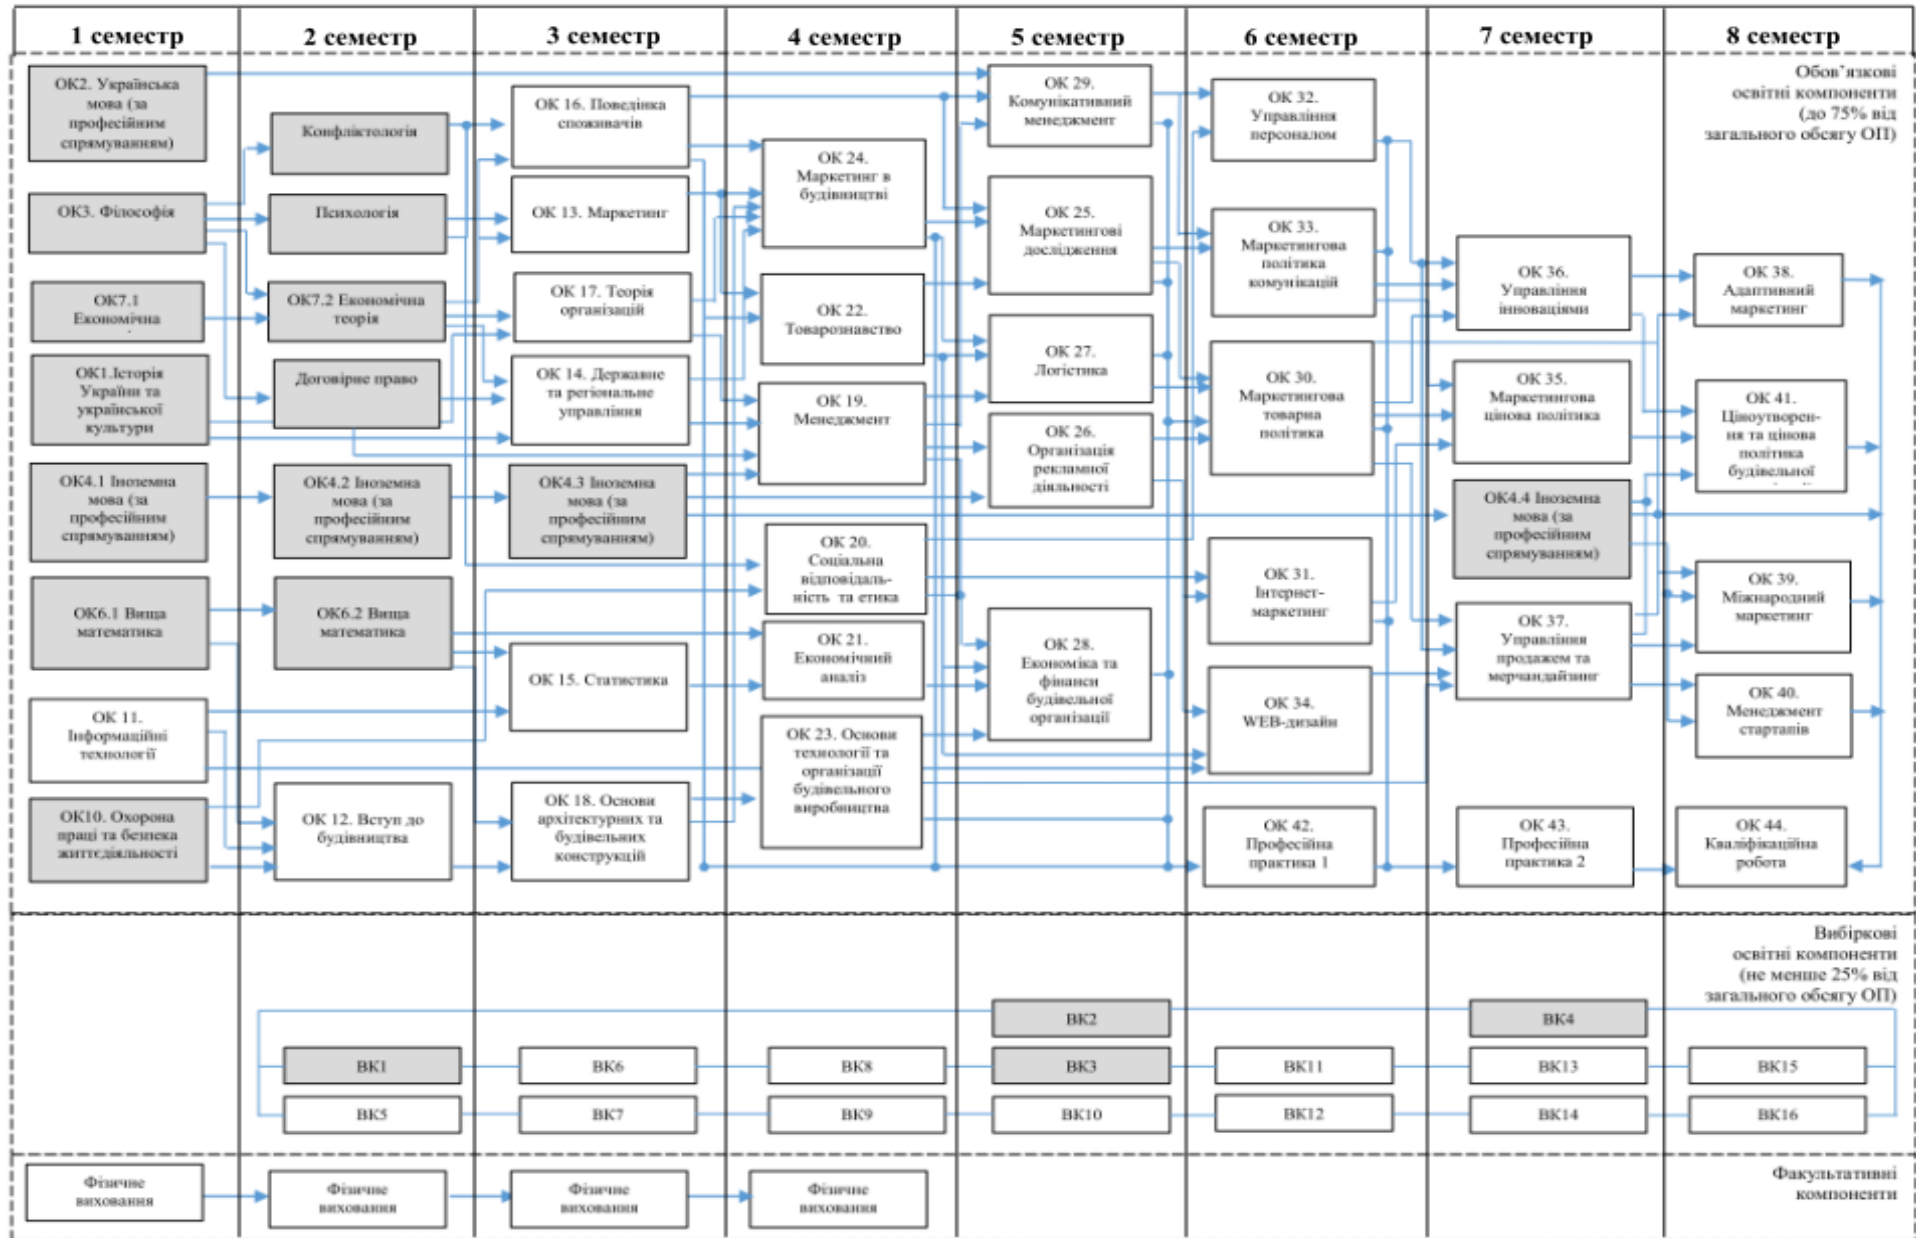 1 семестр
2 семестр
3 семестр
4 семестр
5 семестр
6 семестр
7 семестр
8 семестр
ОК2. Українська
мова (за
професійним
спрямуванням)
ОК3. Філософія
ОК7.1
Економічна
ОК1.Історія
України та
української
культури
ОК4.1 Іноземна
мова (за
професійним
спрямуванням)
ОК6.1 Вища
математика
ОК 11.
Інформаційні
технології
ОК10. Охорона
праці та безпека
життєдіяльності
Конфліктологія
Психологія
ОК7.2 Економічна
теорія
Договірне право
ОК4.2 Іноземна
мова (за
професійним
спрямуванням)
ОК6.2 Вища
математика
ОК 12. Вступ до
будівництва
ОК 16. Поведінка
споживачів
ОК 13. Маркетинг
ОК 17. Теорія
організацій
ОК 14. Державне
та регіональне
управління
ОК4.3 Іноземна
мова (за
професійним
спрямуванням)
ОК 15. Статистика
ОК 18. Основи
архітектурних та
будівельних
конструкцій
ОК 24.
Маркетинг в
будівництві
ОК 22.
Товарознавство
ОК 19.
Менеджмент
ОК 20.
Соціальна
відповідаль-
ність та етика
ОК 21.
Економічний
аналіз
ОК 23. Основи
технології та
організації
будівельного
виробництва
ОК 29.
Комунікативний
менеджмент
ОК 25.
Маркетингові
дослідження
ОК 27.
Логістика
ОК 26.
Організація
рекламної
діяльності
ОК 28.
Економіка та
фінанси
будівельної
організації
ОК 32.
Управління
персоналом
ОК 33.
Маркетингова
політика
комунікацій
ОК 30.
Маркетингова
товарна
політика
ОК 31.
Інтернет-
маркетинг
ОК 34.
WEB-дизайн
ОК 42.
Професійна
практика 1
ОК 36.
Управління
інноваціями
ОК 35.
Маркетингова
цінова політика
ОК4.4 Іноземна
мова (за
професійним
спрямуванням)
ОК 37.
Управління
продажем та
мерчандайзинг
ОК 43.
Професійна
практика 2
Обов’язкові
освітні компоненти
(до 75% від
загального обсягу ОП)
ОК 38.
Адаптивний
маркетинг
ОК 41.
Ціноутворен-
ня та цінова
політика
будівельної
ОК 39.
Міжнародний
маркетинг
ОК 40.
Менеджмент
стартапів
ОК 44.
Кваліфікаційна
робота
Вибіркові
освітні компоненти
(не менше 25% від
загального обсягу ОП)
ВК2
ВК4
ВК1
ВК6
ВК8
ВК3
ВК11
ВК13
ВК15
ВК5
ВК7
ВК9
ВК10
ВК12
ВК14
ВК16
Фізичне
виховання
Фізичне
виховання
Фізичне
виховання
Фізичне
виховання
Факультативні
компоненти